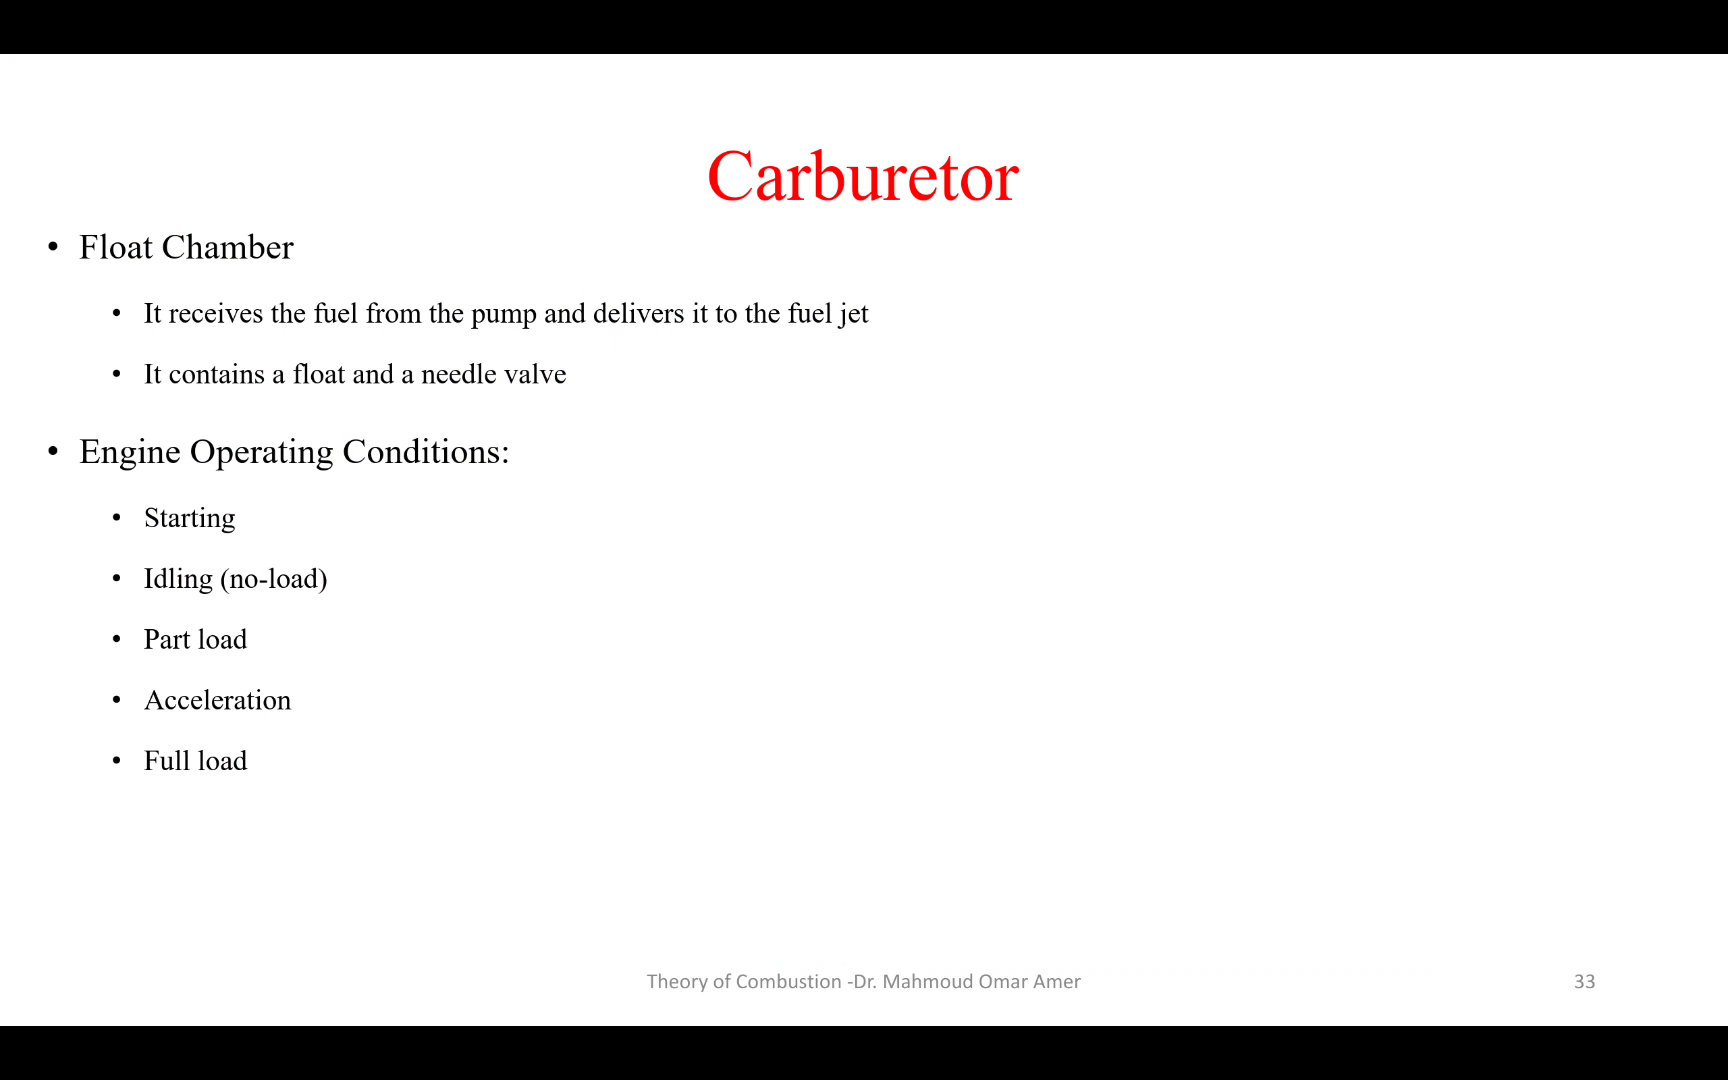 Carburetor
• Float Chamber
• It receives the fuel from the pump and delivers it to the fuel jet
• It contains a float and a needle valve
• Engine Operating Conditions:
• Starting
• Idling (no-load)
• Part load
• Acceleration
• Full load
Theory of Combustion -Dr. Mahmoud Omar Amer
33